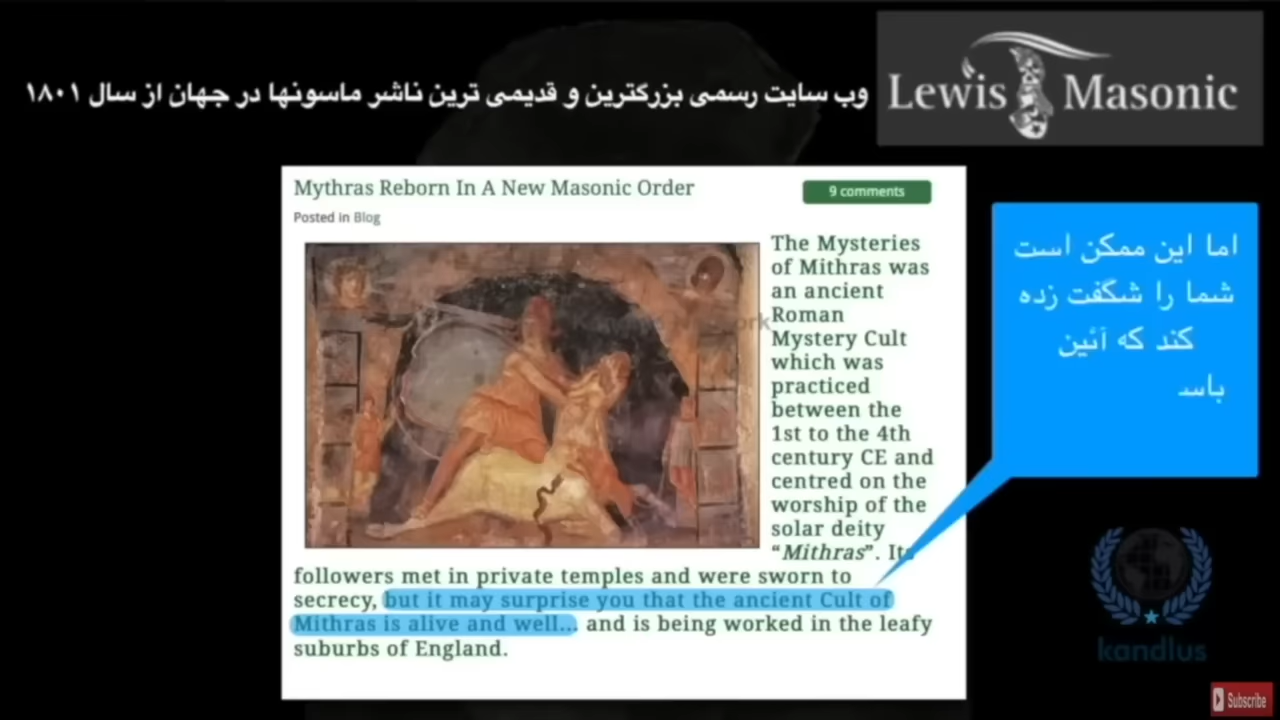 وب سایت رسمی بزرگترین و قدیمی ترین ناشر ماسونها در جهان از سال ۱۸۰۱
Lewis Masonic
Mythras Reborn In A New Masonic Order
9 comments
Posted in Blog
The Mysteries
of Mithras was
an ancient
Roman
Mystery Cult
which was
practiced
between the
1st to the 4th
century CE and
centred on the
worship of the
solar deity
“Mithras”. Its
followers met in private temples and were sworn to
secrecy, but it may surprise you that the ancient Cult of
Mithras is alive and well... and is being worked in the leafy
suburbs of England.
اما این ممکن است
شما را شگفت زده
کند که آئین
باسـ
kandlus
Subscribe